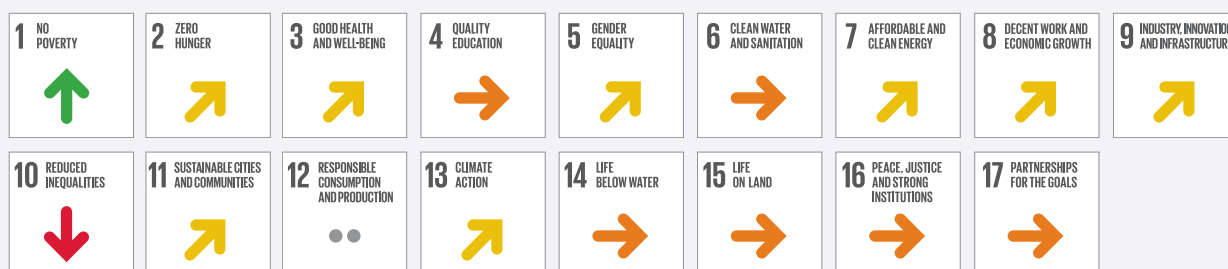 1 NO
POVERTY
2 ZERO
HUNGER
3 GOOD HEALTH
AND WELL-BEING
4 QUALITY
EDUCATION
5 GENDER
EQUALITY
6 CLEAN WATER
AND SANITATION
7 AFFORDABLE AND
CLEAN ENERGY
8 DECENT WORK AND
ECONOMIC GROWTH
9 INDUSTRY, INNOVATION
AND INFRASTRUCTURE
10 REDUCED
INEQUALITIES
11 SUSTAINABLE CITIES
AND COMMUNITIES
12 RESPONSIBLE
CONSUMPTION
AND PRODUCTION
13 CLIMATE
ACTION
14 LIFE
BELOW WATER
15 LIFE
ON LAND
16 PEACE, JUSTICE
AND STRONG
INSTITUTIONS
17 PARTNERSHIPS
FOR THE GOALS